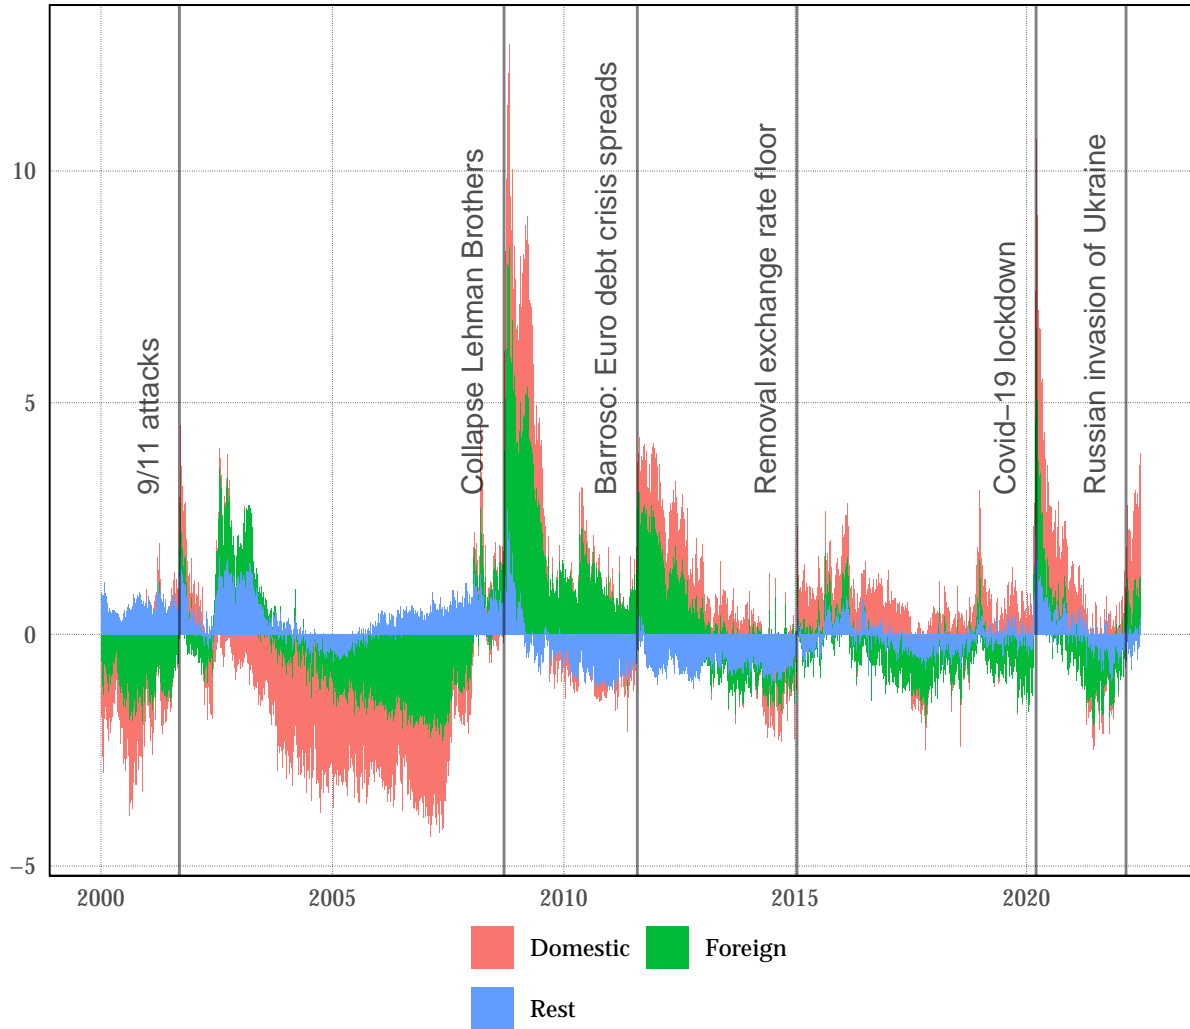 10
5
0
−5
9/11 attacks
Collapse Lehman Brothers
Barroso: Euro debt crisis spreads
Removal exchange rate floor
Covid−19 lockdown
Russian invasion of Ukraine
2000
2005
2010
2015
2020
Domestic
Foreign
Rest